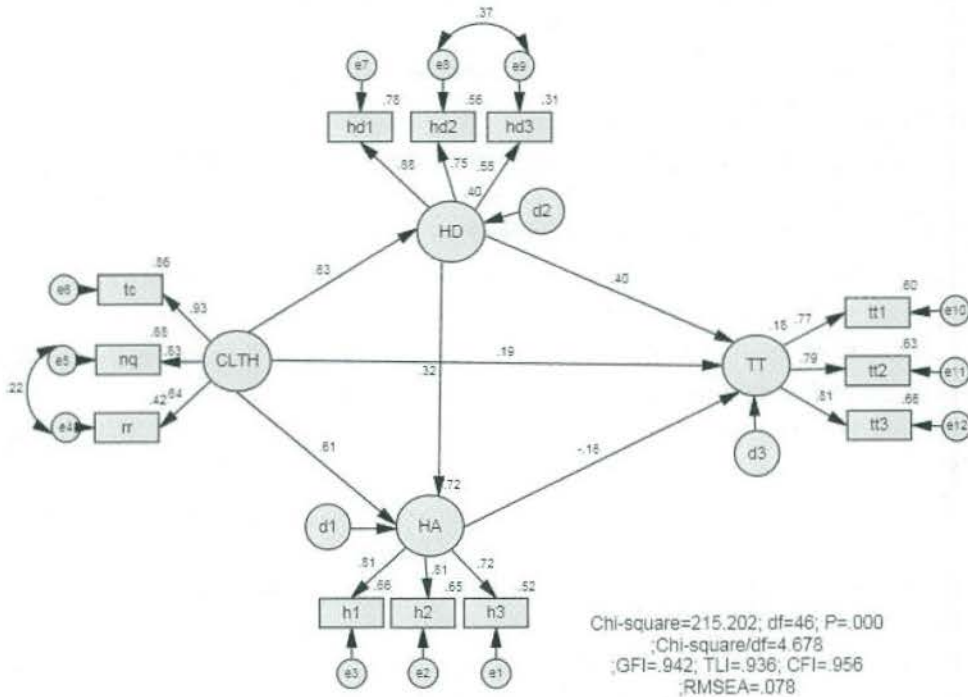 .37
e7 e8 e9
.78 .56 .31
hd1 hd2 hd3
.88 .75 .55
.40
HD d2
.86
e6 tc
.93 .63 .40
.60
.18 .77 tt1 e10
.68
e5 nq .83 CLTH .19 TT .79 tt2 .63 e11
.22 .32
.42 .64 .81 .66
e4 rr tt3 e12
.61 -.16 d3
.72
d1 HA
.81 .81 .72
.66 .65 .52
h1 h2 h3
e3 e2 e1
Chi-square=215.202; df=46; P=.000
;Chi-square/df=4.678
;GFI=.942; TLI=.936; CFI=.956
;RMSEA=.078